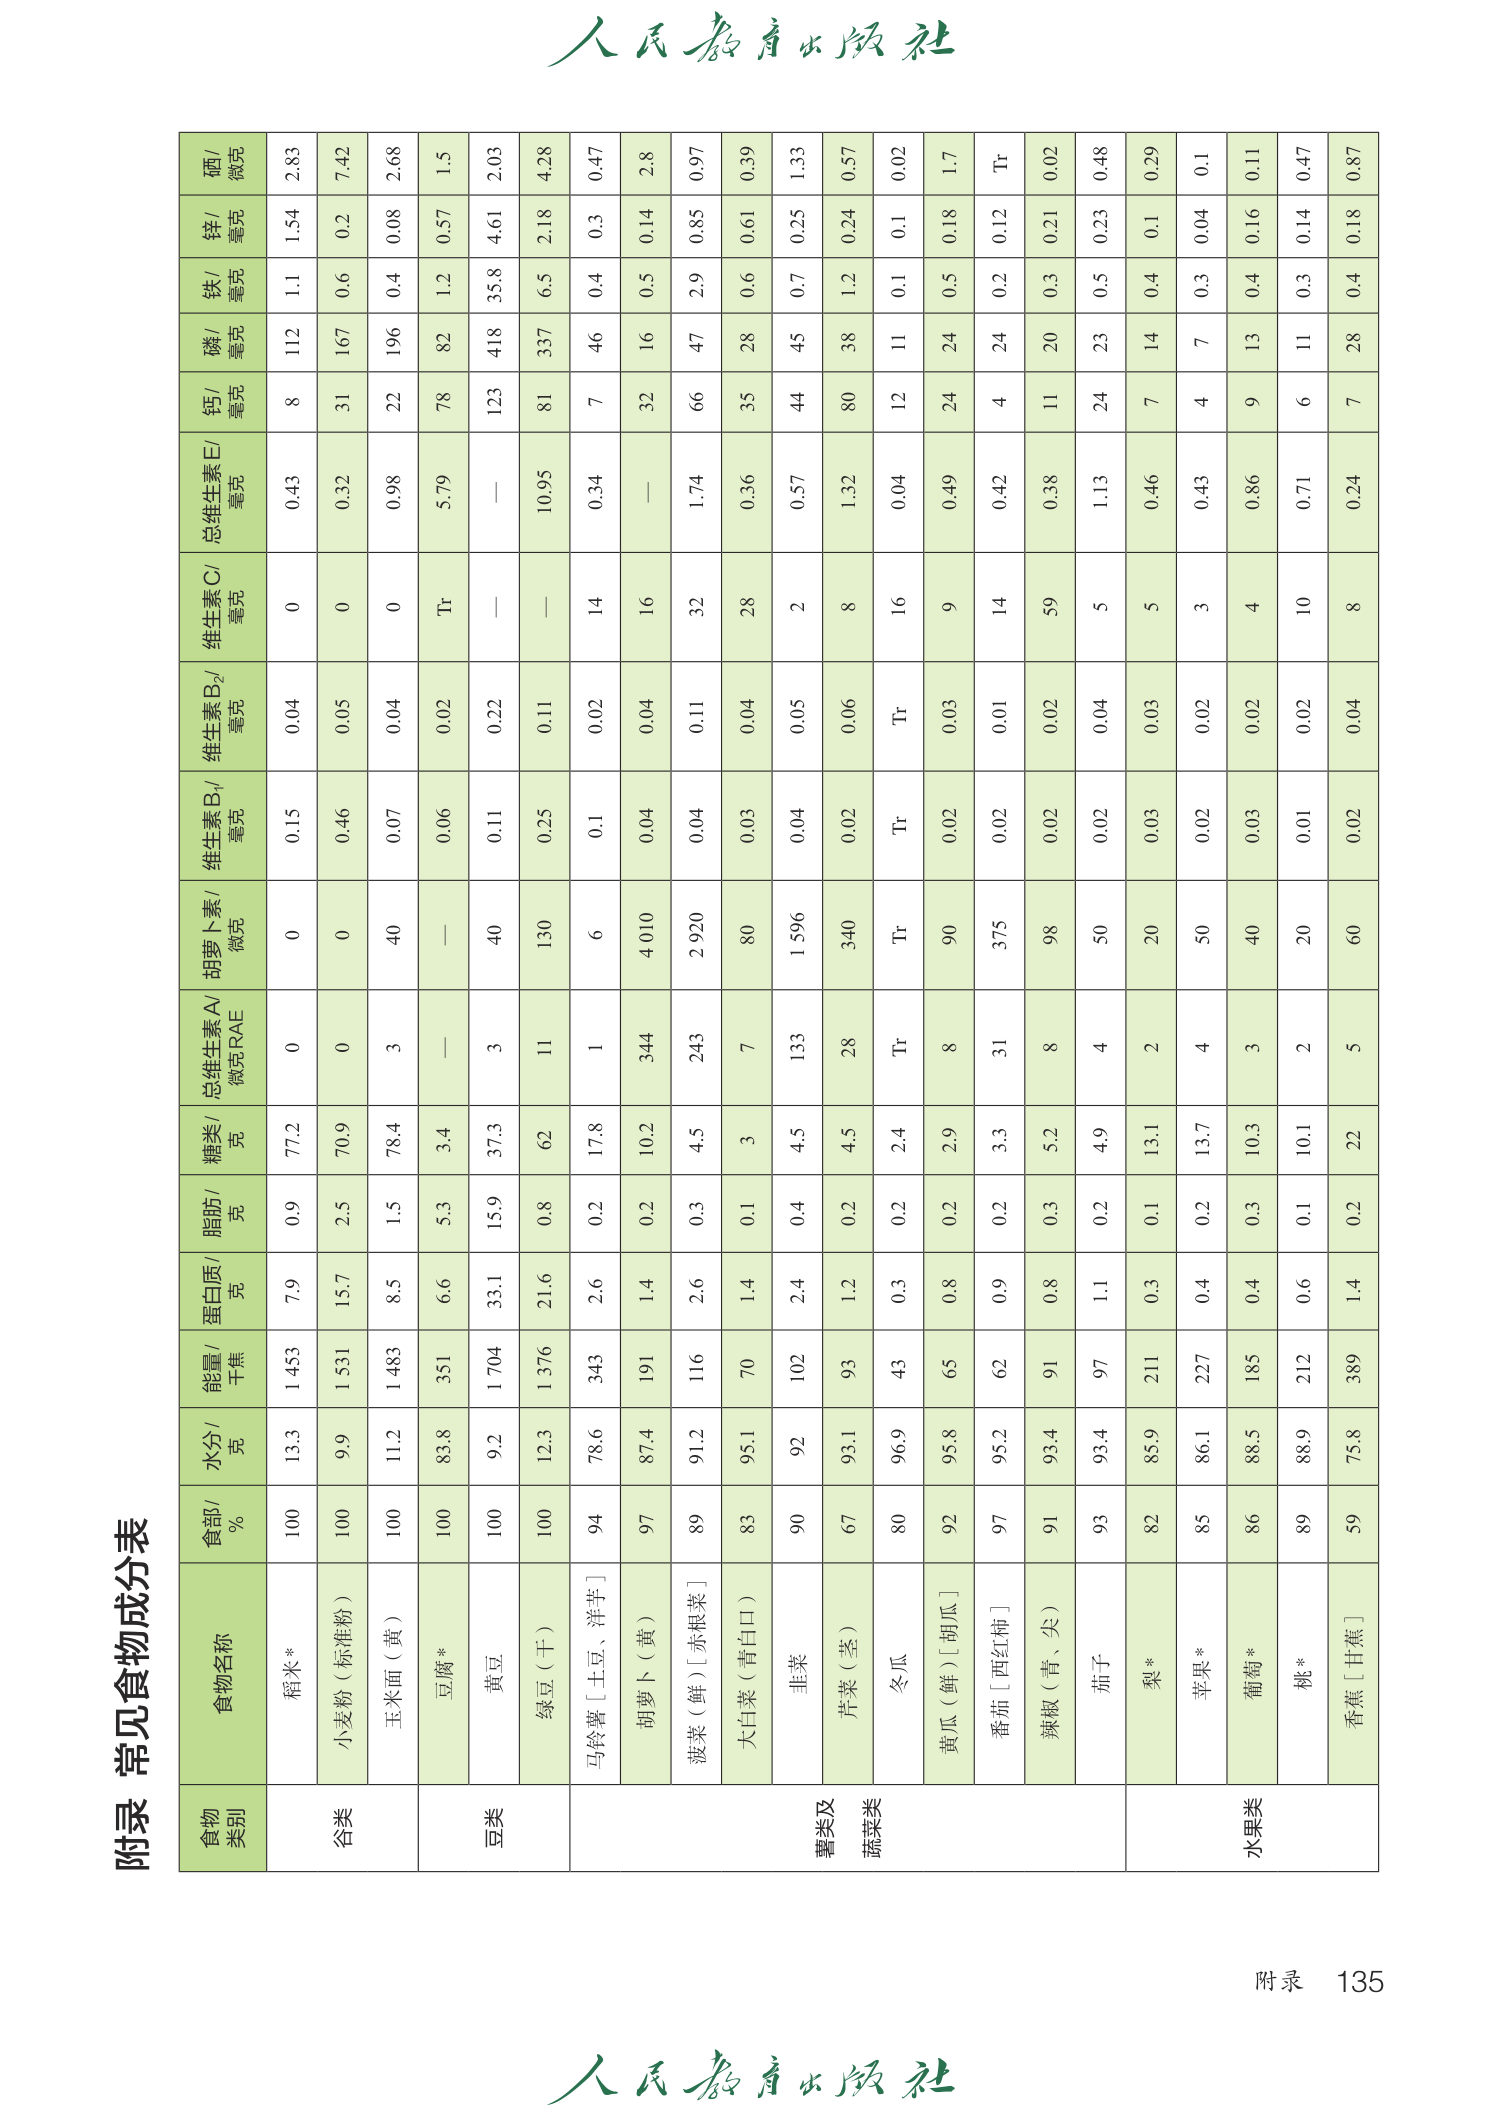 人民教育出版社
附录 常见食物成分表
食物类别 食物名称 食部/% 水分/克 能量/千焦 蛋白质/克 脂肪/克 糖类/克 总维生素A/微克RAE 胡萝卜素/微克 维生素B1/毫克 维生素B2/毫克 维生素C/毫克 总维生素E/毫克 钙/毫克 磷/毫克 铁/毫克 锌/毫克 硒/微克
谷类
稻米* 100 13.3 1 453 7.9 0.9 77.2 0 0 0.15 0.04 0 0.43 8 112 1.1 1.54 2.83
小麦粉（标准粉） 100 9.9 1 531 15.7 2.5 70.9 0 0 0.46 0.05 0 0.32 31 167 0.6 0.2 7.42
玉米面（黄） 100 11.2 1 483 8.5 1.5 78.4 3 40 0.07 0.04 0 0.98 22 196 0.4 0.08 2.68
豆类
豆腐* 100 83.8 351 6.6 5.3 3.4 — — 0.06 0.02 Tr 5.79 78 82 1.2 0.57 1.5
黄豆 100 9.2 1 704 33.1 15.9 37.3 3 40 0.11 0.22 — — 123 418 35.8 4.61 2.03
绿豆（干） 100 12.3 1 376 21.6 0.8 62 11 130 0.25 0.11 — 10.95 81 337 6.5 2.18 4.28
薯类及
蔬菜类
马铃薯［土豆、洋芋］ 94 78.6 343 2.6 0.2 17.8 1 6 0.1 0.02 14 0.34 7 46 0.4 0.3 0.47
胡萝卜（黄） 97 87.4 191 1.4 0.2 10.2 344 4 010 0.04 0.04 16 — 32 16 0.5 0.14 2.8
菠菜（鲜）［赤根菜］ 89 91.2 116 2.6 0.3 4.5 243 2 920 0.04 0.11 32 1.74 66 47 2.9 0.85 0.97
大白菜（青白口） 83 95.1 70 1.4 0.1 3 7 80 0.03 0.04 28 0.36 35 28 0.6 0.61 0.39
韭菜 90 92 102 2.4 0.4 4.5 133 1 596 0.04 0.05 2 0.57 44 45 0.7 0.25 1.33
芹菜（茎） 67 93.1 93 1.2 0.2 4.5 28 340 0.02 0.06 8 1.32 80 38 1.2 0.24 0.57
冬瓜 80 96.9 43 0.3 0.2 2.4 Tr Tr Tr Tr 16 0.04 12 11 0.1 0.1 0.02
黄瓜（鲜）［胡瓜］ 92 95.8 65 0.8 0.2 2.9 8 90 0.02 0.03 9 0.49 24 24 0.5 0.18 1.7
番茄［西红柿］ 97 95.2 62 0.9 0.2 3.3 31 375 0.02 0.01 14 0.42 4 24 0.2 0.12 Tr
辣椒（青、尖） 91 93.4 91 0.8 0.3 5.2 8 98 0.02 0.02 59 0.38 11 20 0.3 0.21 0.02
茄子 93 93.4 97 1.1 0.2 4.9 4 50 0.02 0.04 5 1.13 24 23 0.5 0.23 0.48
水果类
梨* 82 85.9 211 0.3 0.1 13.1 2 20 0.03 0.03 5 0.46 7 14 0.4 0.1 0.29
苹果* 85 86.1 227 0.4 0.2 13.7 4 50 0.02 0.02 3 0.43 4 7 0.3 0.04 0.1
葡萄* 86 88.5 185 0.4 0.3 10.3 3 40 0.03 0.02 4 0.86 9 13 0.4 0.16 0.11
桃* 89 88.9 212 0.6 0.1 10.1 2 20 0.01 0.02 10 0.71 6 11 0.3 0.14 0.47
香蕉［甘蕉］ 59 75.8 389 1.4 0.2 22 5 60 0.02 0.04 8 0.24 7 28 0.4 0.18 0.87
附录 135
人民教育出版社